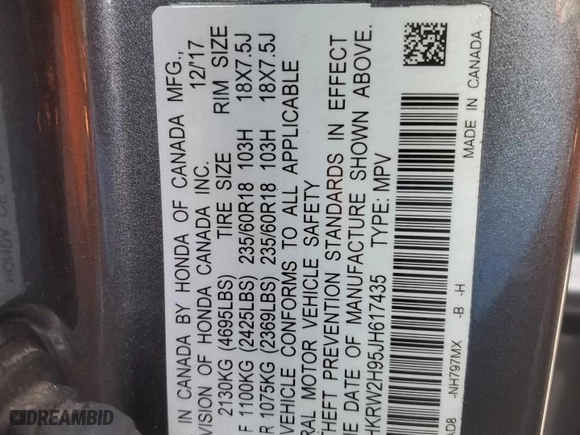 IN CANADA BY HONDA OF CANADA MFG.,
VISION OF HONDA CANADA INC. 12/17
2130KG (4695LBS) TIRE SIZE RIM SIZE
F 1100KG (2425LBS) 235/60R18 103H 18X7.5J
R 1075KG (2369LBS) 235/60R18 103H 18X7.5J
VEHICLE CONFORMS TO ALL APPLICABLE
RAL MOTOR VEHICLE SAFETY
THEFT PREVENTION STANDARDS IN EFFECT
HE DATE OF MANUFACTURE SHOWN ABOVE.
HKRW2H95JH617435 TYPE: MPV
AD8 -NH797MX -B -H MADE IN CANADA
DREAMBID